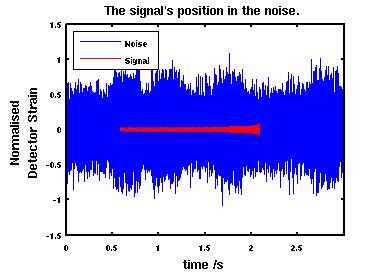 The signal's position in the noise.
Normalised
Detector Strain
1.5
1
0.5
0
-0.5
-1
-1.5
Noise
Signal
0
0.5
1
1.5
2
2.5
time /s